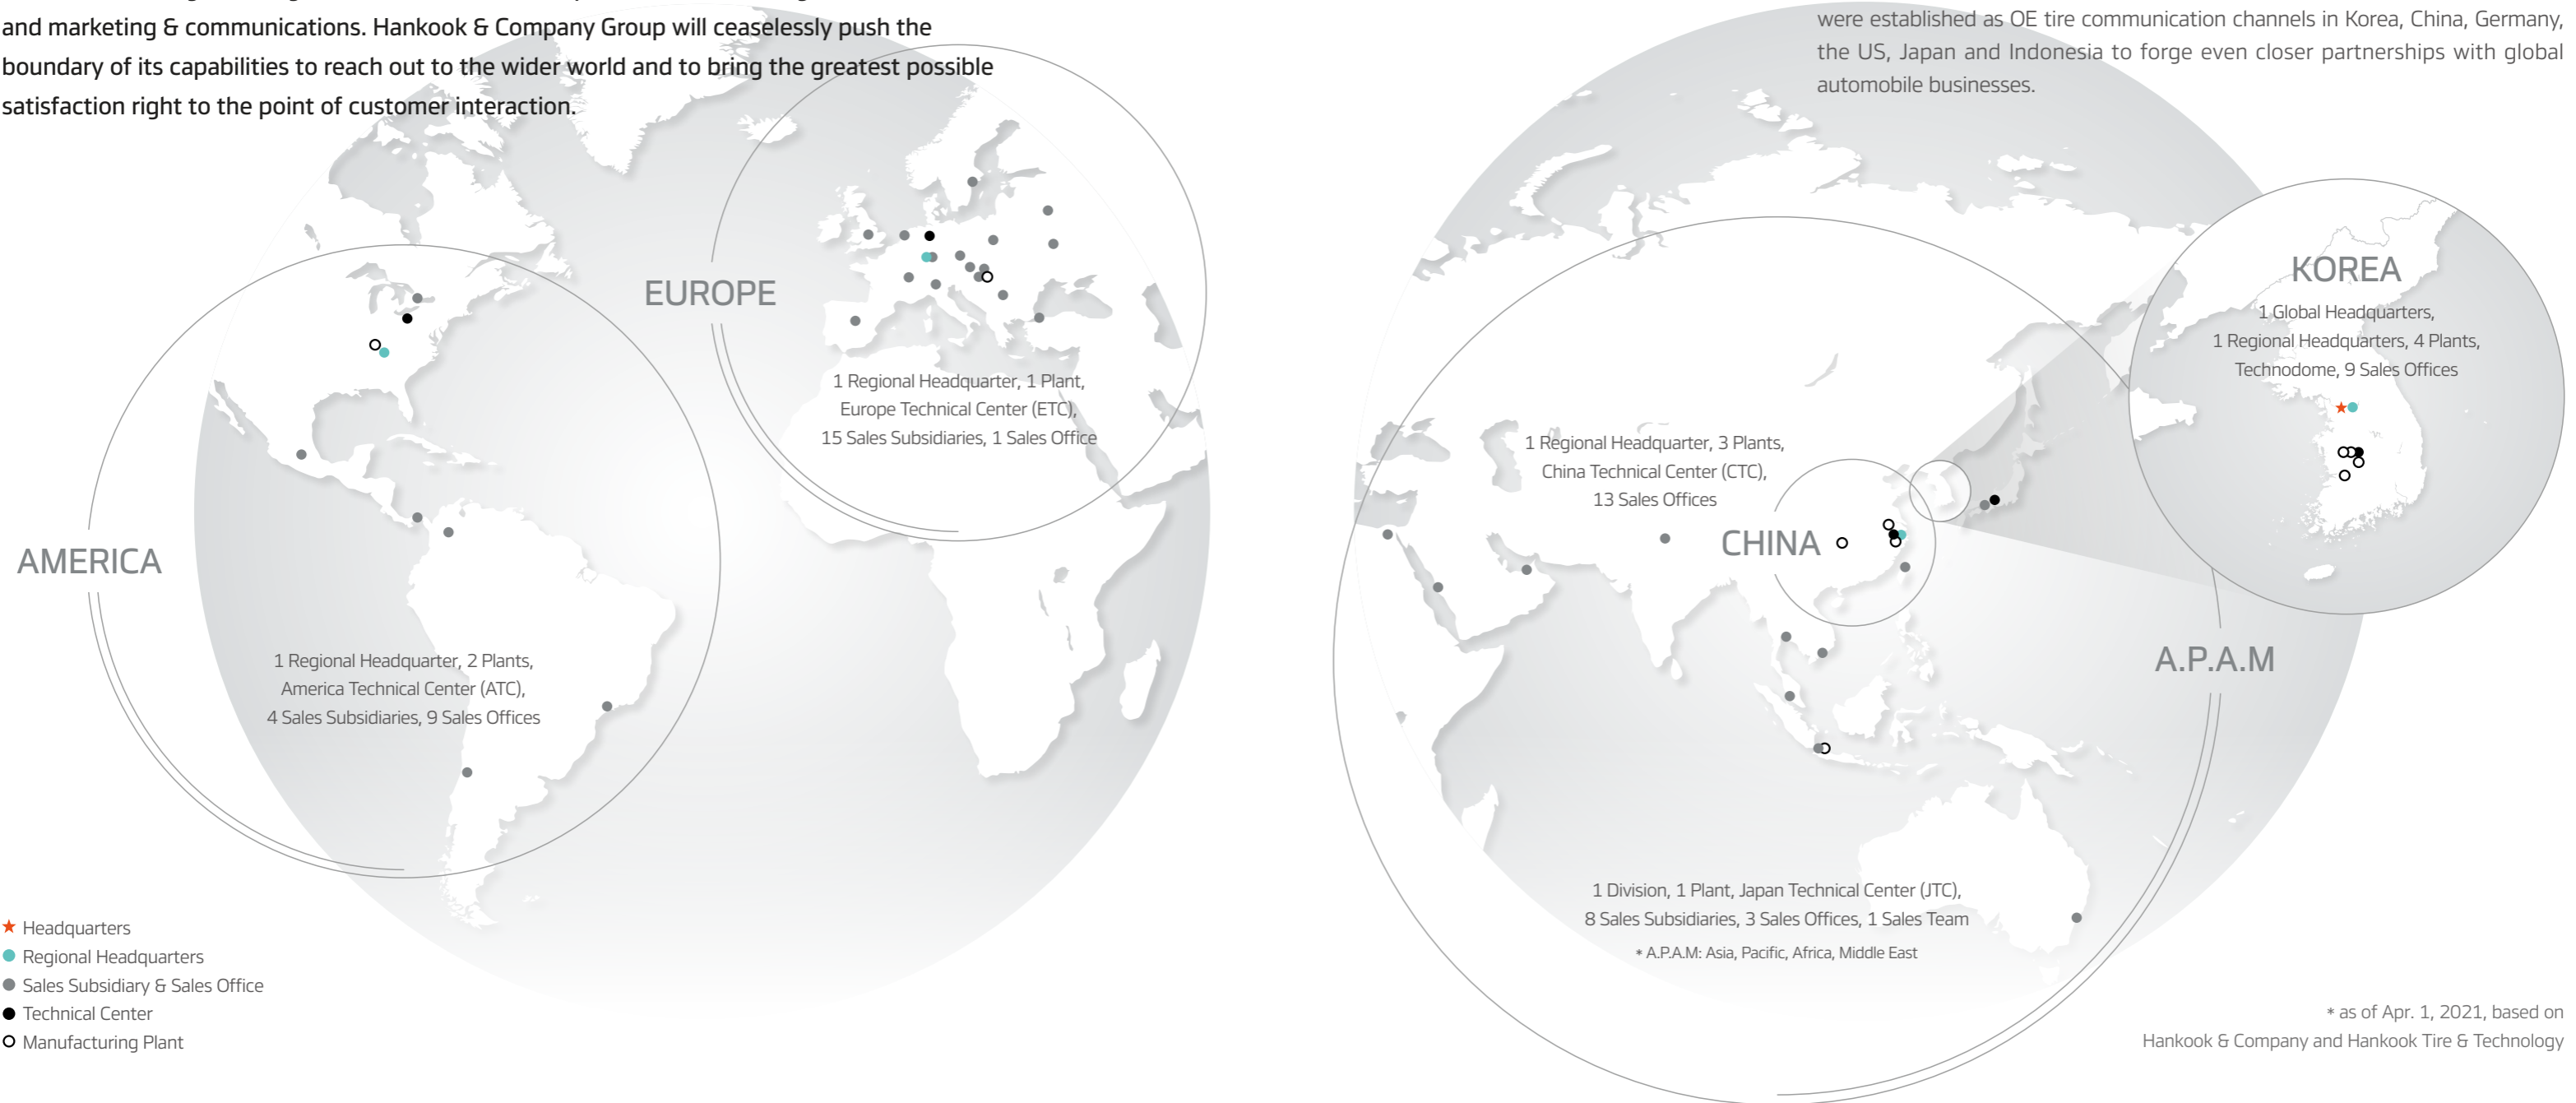 and marketing & communications. Hankook & Company Group will ceaselessly push the
boundary of its capabilities to reach out to the wider world and to bring the greatest possible
satisfaction right to the point of customer interaction.
were established as OE tire communication channels in Korea, China, Germany,
the US, Japan and Indonesia to forge even closer partnerships with global
automobile businesses.
AMERICA
1 Regional Headquarter, 2 Plants,
America Technical Center (ATC),
4 Sales Subsidiaries, 9 Sales Offices
EUROPE
1 Regional Headquarter, 1 Plant,
Europe Technical Center (ETC),
15 Sales Subsidiaries, 1 Sales Office
1 Regional Headquarter, 3 Plants,
China Technical Center (CTC),
13 Sales Offices
CHINA
KOREA
1 Global Headquarters,
1 Regional Headquarters, 4 Plants,
Technodome, 9 Sales Offices
A.P.A.M
1 Division, 1 Plant, Japan Technical Center (JTC),
8 Sales Subsidiaries, 3 Sales Offices, 1 Sales Team
* A.P.A.M: Asia, Pacific, Africa, Middle East
Headquarters
Regional Headquarters
Sales Subsidiary & Sales Office
Technical Center
Manufacturing Plant
* as of Apr. 1, 2021, based on
Hankook & Company and Hankook Tire & Technology